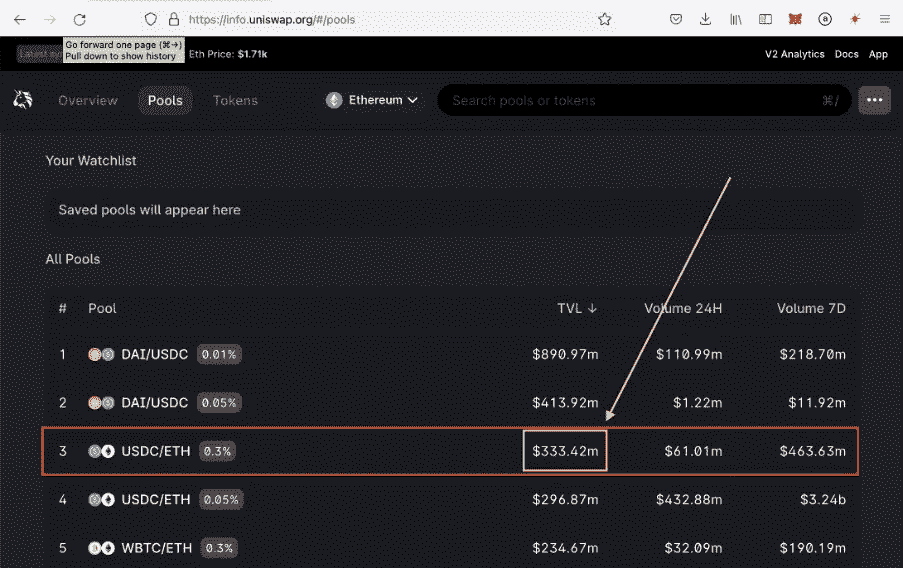 https://info.uniswap.org/#/pools
Go forward one page (⌘→)
Pull down to show history
Eth Price: $1.71k
V2 Analytics Docs App
Overview Pools Tokens Ethereum Search pools or tokens ⌘/ •••
Your Watchlist
Saved pools will appear here
All Pools
# Pool TVL ↓ Volume 24H Volume 7D
1 DAI/USDC 0.01% $890.97m $110.99m $218.70m
2 DAI/USDC 0.05% $413.92m $1.22m $11.92m
3 USDC/ETH 0.3% $333.42m $61.01m $463.63m
4 USDC/ETH 0.05% $296.87m $432.88m $3.24b
5 WBTC/ETH 0.3% $234.67m $32.09m $190.19m